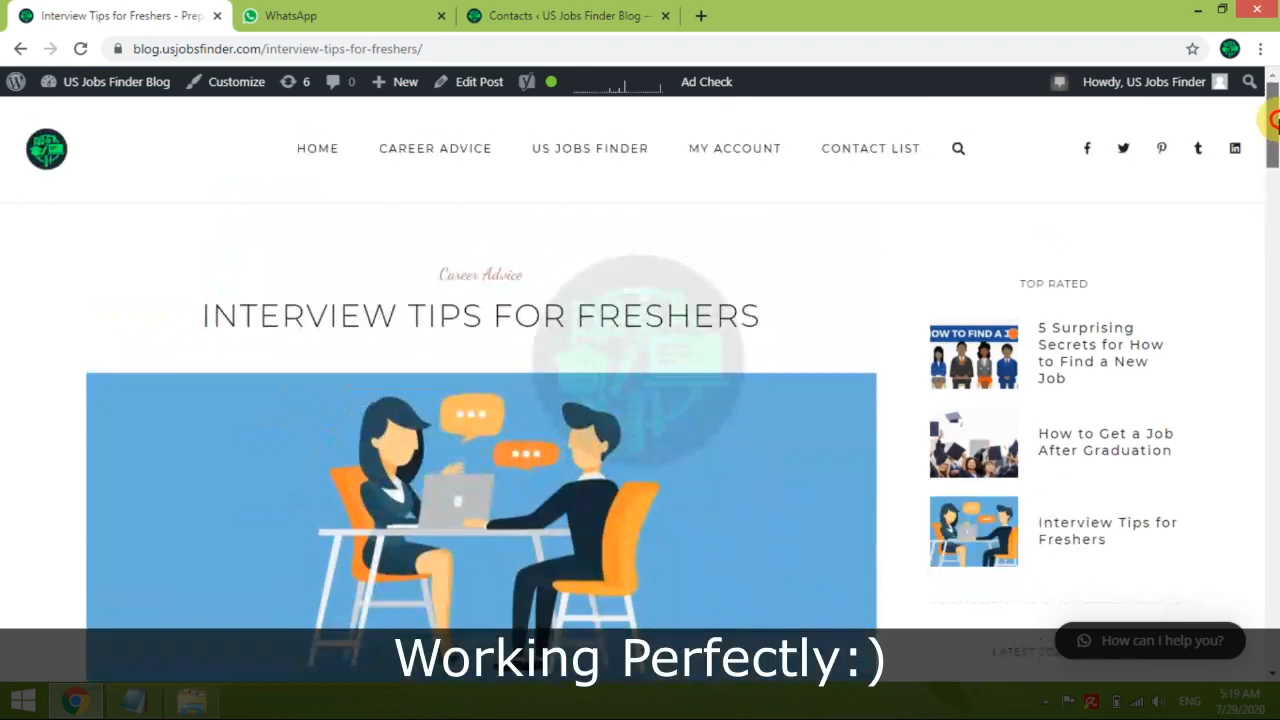 Interview Tips for Freshers - Prep
WhatsApp
Contacts ‹ US Jobs Finder Blog —
blog.usjobsfinder.com/interview-tips-for-freshers/
US Jobs Finder Blog
Customize
6
0
New
Edit Post
Ad Check
Howdy, US Jobs Finder
HOME
CAREER ADVICE
US JOBS FINDER
MY ACCOUNT
CONTACT LIST
Career Advice
INTERVIEW TIPS FOR FRESHERS
TOP RATED
OW TO FIND A J
5 Surprising
Secrets for How
to Find a New
Job
How to Get a Job
After Graduation
Interview Tips for
Freshers
How can I help you?
Working Perfectly:)
ENG
5:19 AM
7/29/2020